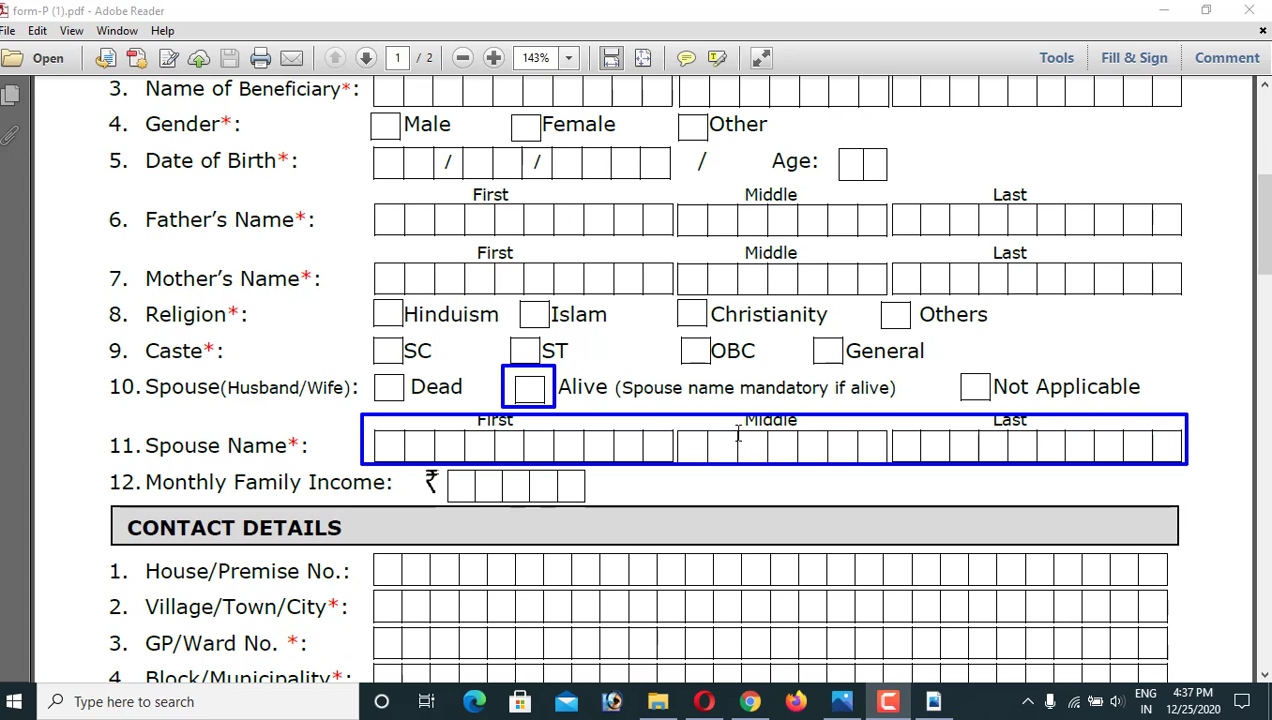 form-P (1).pdf - Adobe Reader
File Edit View Window Help
Open 1 / 2 143% Tools Fill & Sign Comment
3. Name of Beneficiary*:
4. Gender*: Male Female Other
5. Date of Birth*: / / / Age:
First Middle Last
6. Father's Name*:
First Middle Last
7. Mother's Name*:
8. Religion*: Hinduism Islam Christianity Others
9. Caste*: SC ST OBC General
10. Spouse(Husband/Wife): Dead Alive (Spouse name mandatory if alive) Not Applicable
First Middle Last
11. Spouse Name*:
12. Monthly Family Income: ₹
CONTACT DETAILS
1. House/Premise No.:
2. Village/Town/City*:
3. GP/Ward No. *:
4. Block/Municipality*:
Type here to search
ENG 4:37 PM
IN 12/25/2020